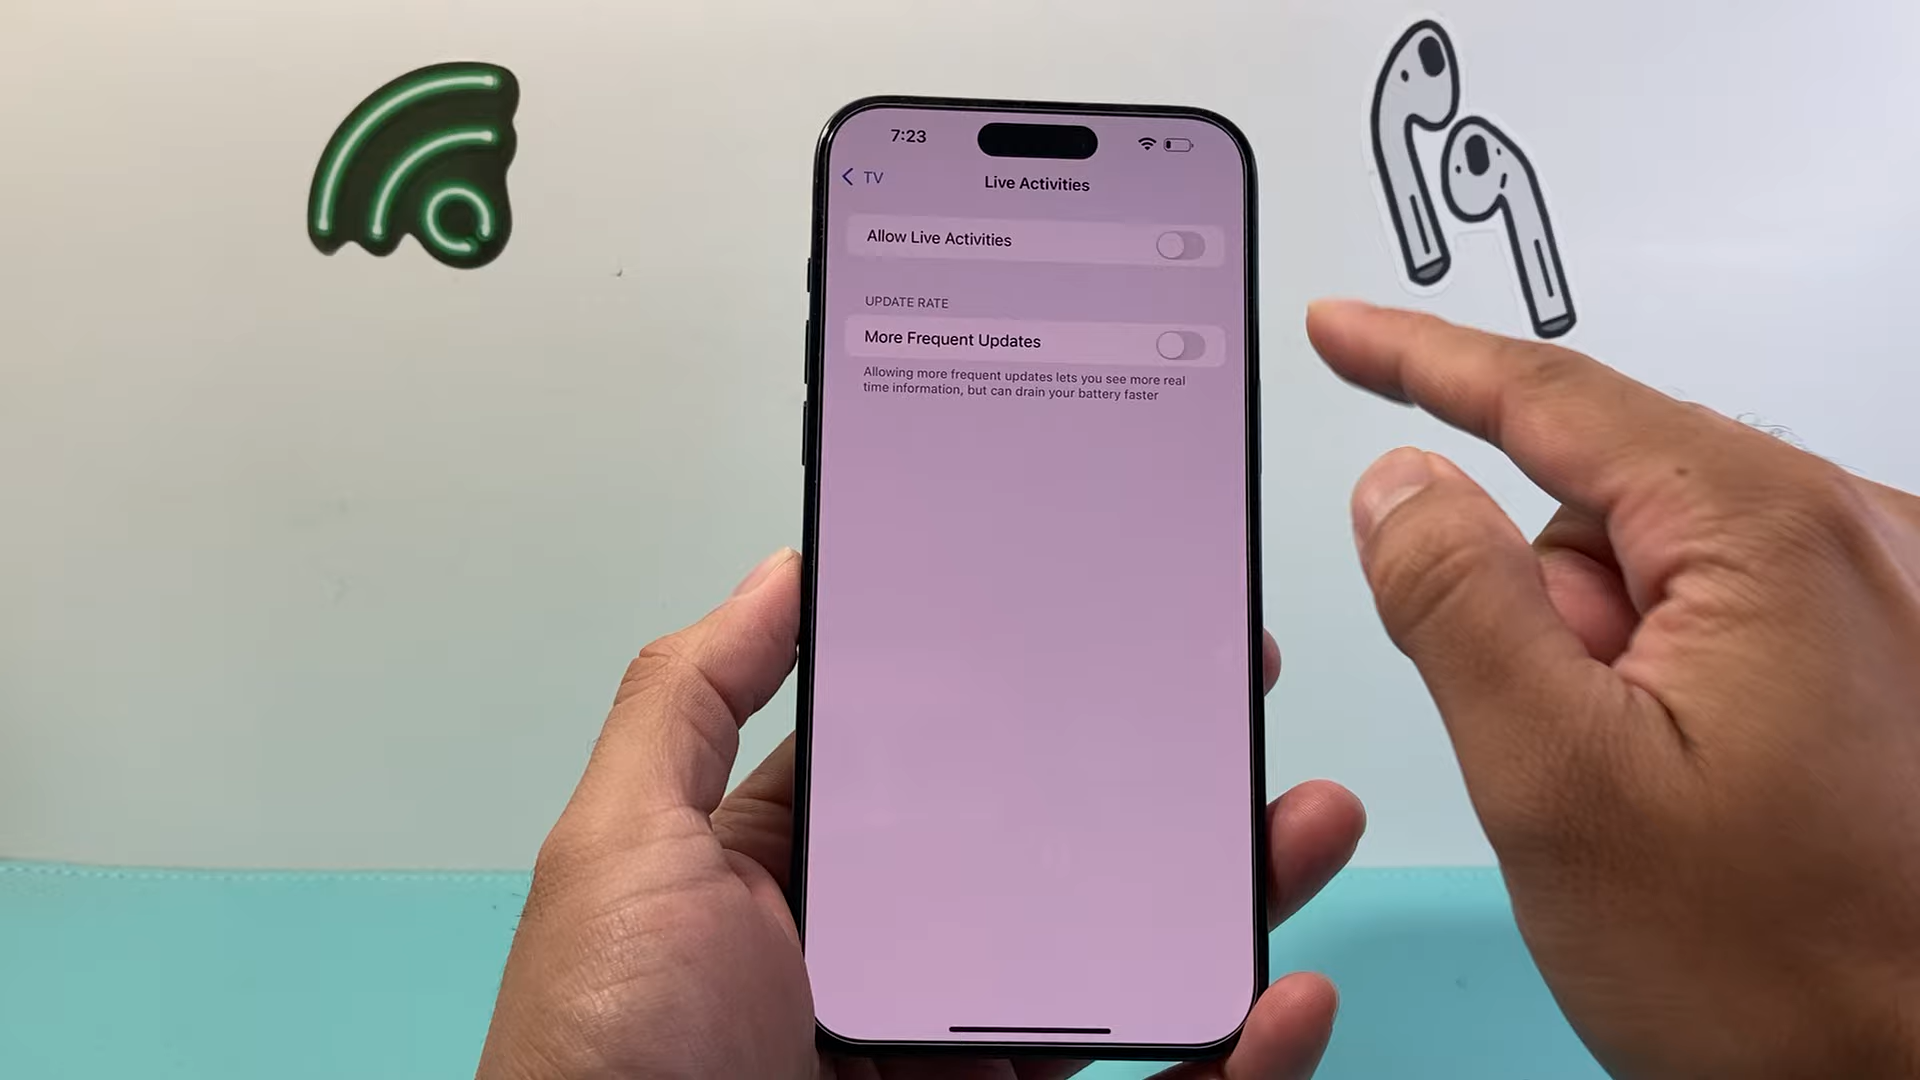 7:23
TV
Live Activities
Allow Live Activities
UPDATE RATE
More Frequent Updates
Allowing more frequent updates lets you see more real
time information, but can drain your battery faster